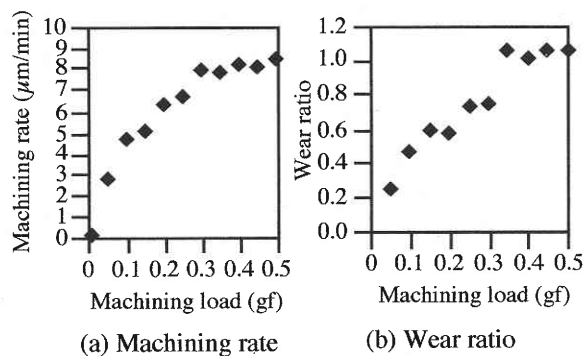 10
9
8
7
6
5
4
3
2
1
0
Machining rate (μm/min)
0 0.1 0.2 0.3 0.4 0.5
Machining load (gf)
(a) Machining rate
1.2
1.0
0.8
0.6
0.4
0.2
0.0
Wear ratio
0 0.1 0.2 0.3 0.4 0.5
Machining load (gf)
(b) Wear ratio